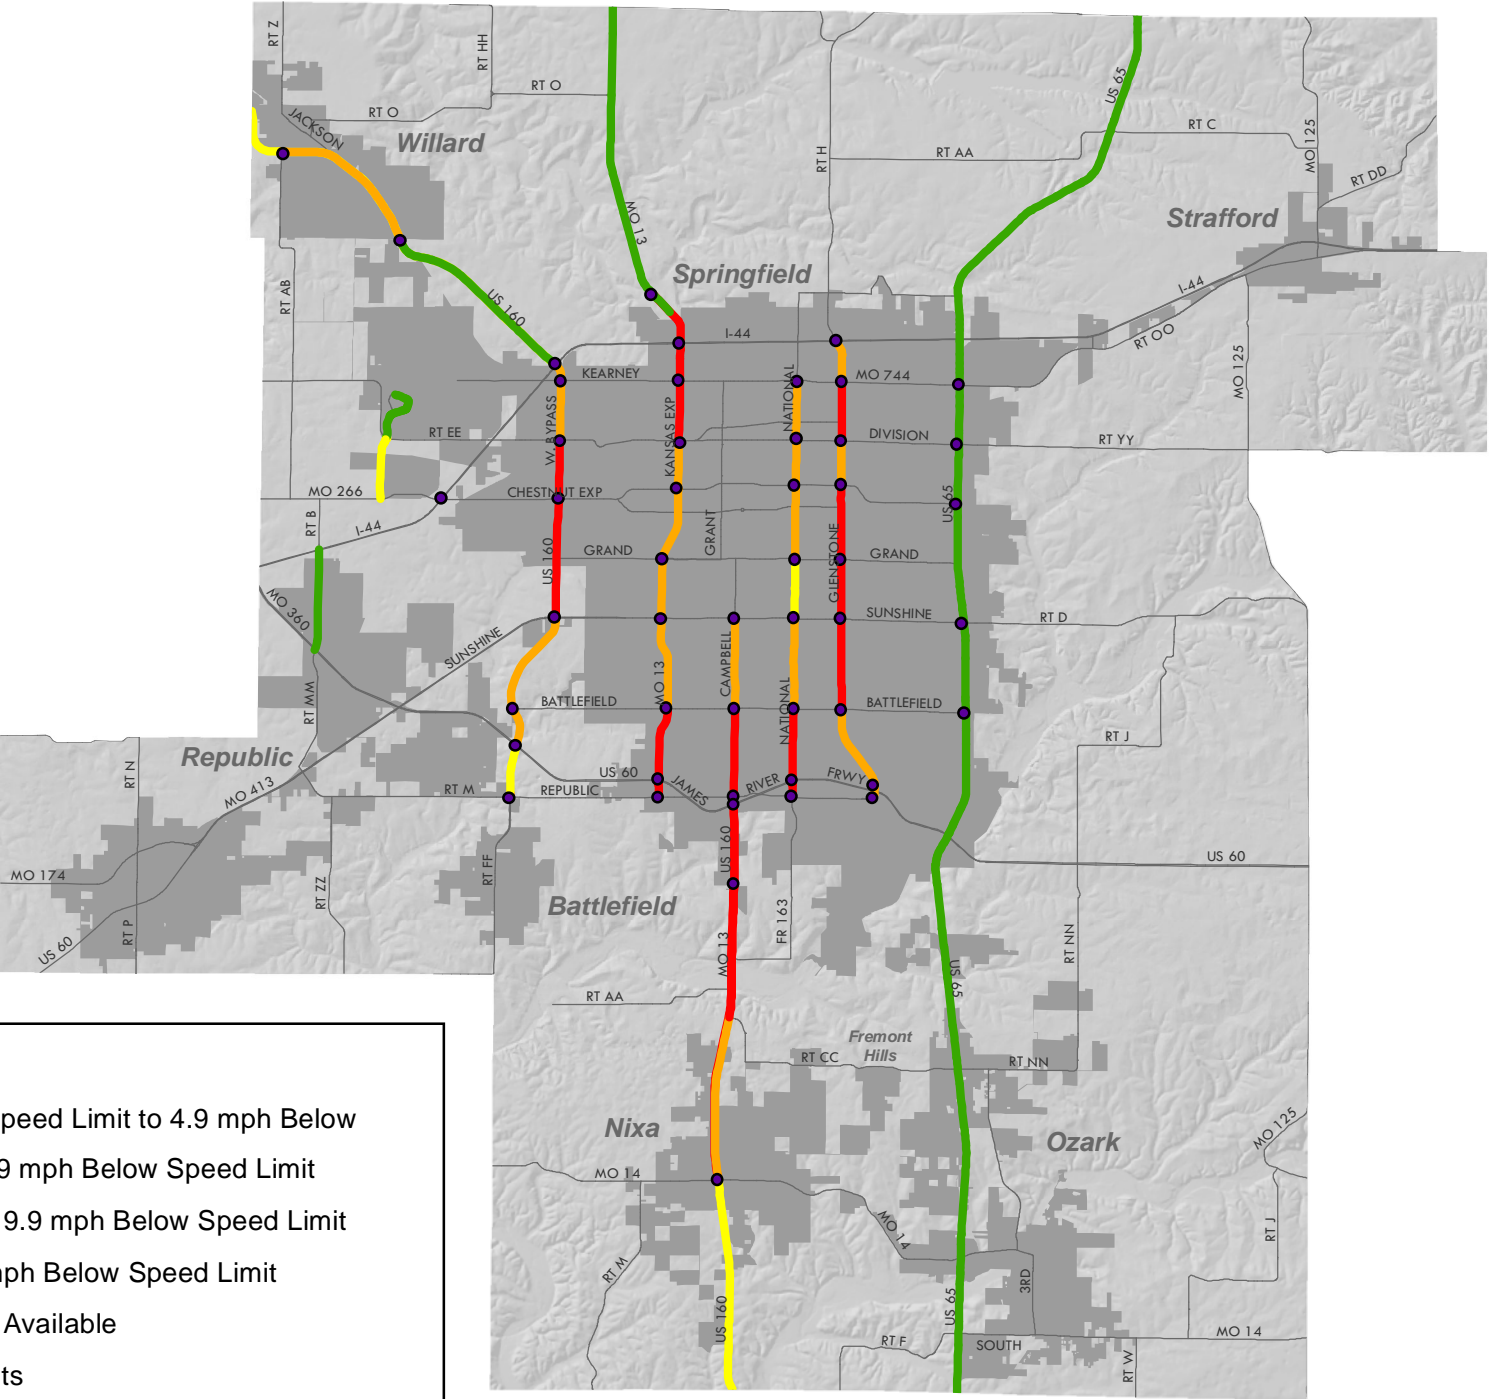 RT Z
RT HH
RT O
RT O
JACKSON
Willard
MO 13
US 65
RT C
RT AA
RT H
MO 125
RT DD
Strafford
Springfield
RT AB
US 160
I-44
I-44
RT OO
MO 125
KEARNEY
MO 744
NATIONAL
W. BYPASS
KANSAS EXP
RT EE
DIVISION
RT YY
MO 266
CHESTNUT EXP
US 65
RT B
I-44
GRANT
GRAND
GRAND
GLENSTONE
US 160
MO 360
SUNSHINE
SUNSHINE
RT D
CAMPBELL
MO 13
RT MM
BATTLEFIELD
NATIONAL
BATTLEFIELD
RT J
Republic
RT N
MO 413
US 60
JAMES
RIVER
FRWY
RT M
REPUBLIC
US 160
US 60
MO 174
RT FF
RT ZZ
Battlefield
RT P
US 60
FR 163
MO 13
RT NN
US 65
RT AA
Fremont
Hills
RT CC
RT NN
Nixa
Ozark
MO 125
MO 14
MO 14
RT M
RT J
3RD
US 160
US 65
RT F
SOUTH
MO 14
RT W
peed Limit to 4.9 mph Below
9 mph Below Speed Limit
9.9 mph Below Speed Limit
mph Below Speed Limit
Available
ts